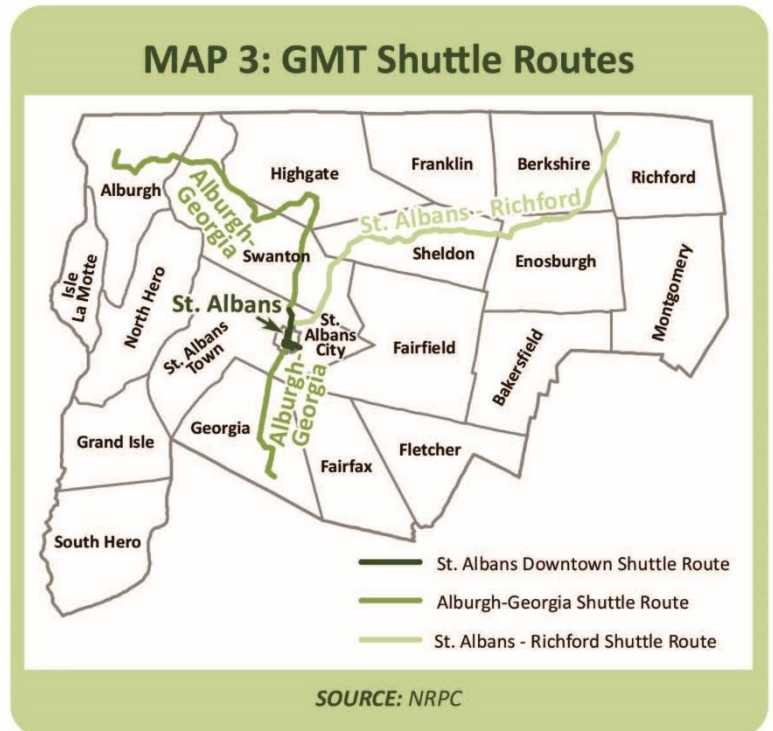 MAP 3: GMT Shuttle Routes
Alburgh
Highgate
Franklin
Berkshire
Richford
Alburgh-
Georgia
St. Albans - Richford
Swanton
Sheldon
Enosburgh
Isle
La Motte
North Hero
Montgomery
St. Albans
St. Albans
Town
St.
Albans
City
Fairfield
Bakersfield
Alburgh-
Georgia
Georgia
Grand Isle
Fairfax
Fletcher
South Hero
St. Albans Downtown Shuttle Route
Alburgh-Georgia Shuttle Route
St. Albans - Richford Shuttle Route
SOURCE: NRPC